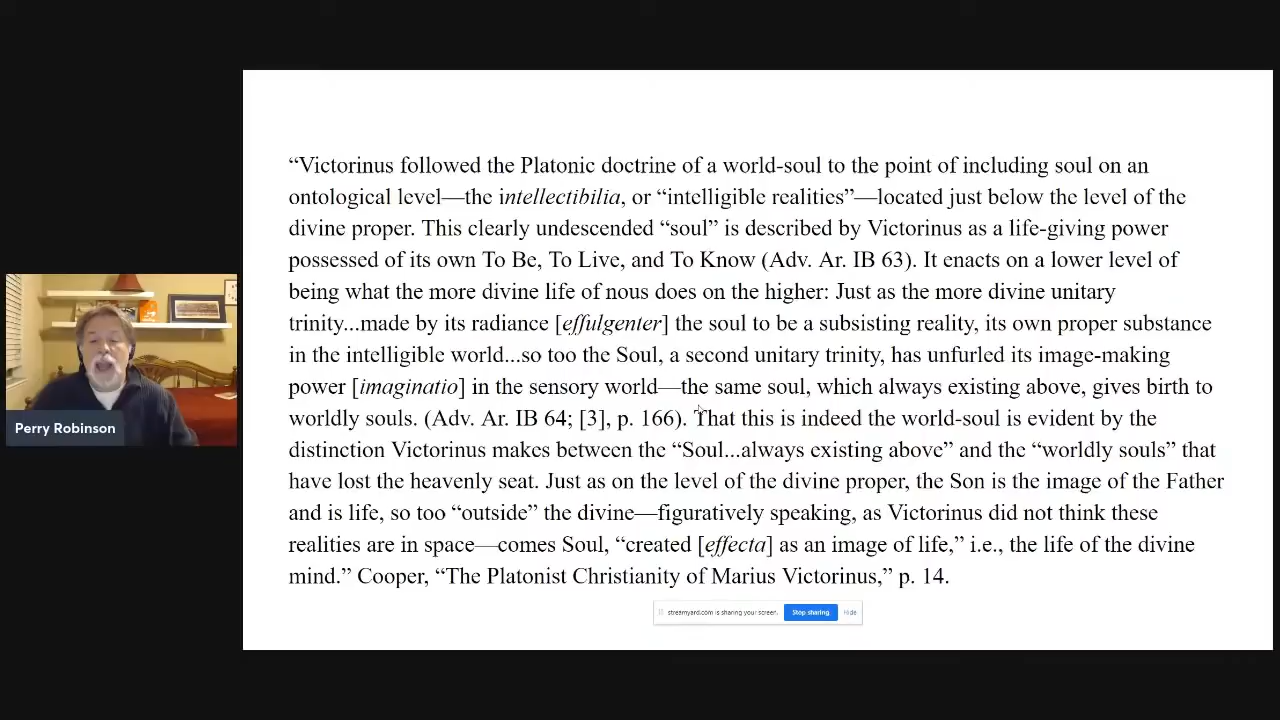 “Victorinus followed the Platonic doctrine of a world-soul to the point of including soul on an
ontological level—the intellectibilia, or “intelligible realities”—located just below the level of the
divine proper. This clearly undescended “soul” is described by Victorinus as a life-giving power
possessed of its own To Be, To Live, and To Know (Adv. Ar. IB 63). It enacts on a lower level of
being what the more divine life of nous does on the higher: Just as the more divine unitary
trinity...made by its radiance [effulgenter] the soul to be a subsisting reality, its own proper substance
in the intelligible world...so too the Soul, a second unitary trinity, has unfurled its image-making
power [imaginatio] in the sensory world—the same soul, which always existing above, gives birth to
worldly souls. (Adv. Ar. IB 64; [3], p. 166). That this is indeed the world-soul is evident by the
distinction Victorinus makes between the “Soul...always existing above” and the “worldly souls” that
have lost the heavenly seat. Just as on the level of the divine proper, the Son is the image of the Father
and is life, so too “outside” the divine—figuratively speaking, as Victorinus did not think these
realities are in space—comes Soul, “created [effecta] as an image of life,” i.e., the life of the divine
mind.” Cooper, “The Platonist Christianity of Marius Victorinus,” p. 14.
Perry Robinson
streamyard.com is sharing your screen.
Stop sharing
Hide